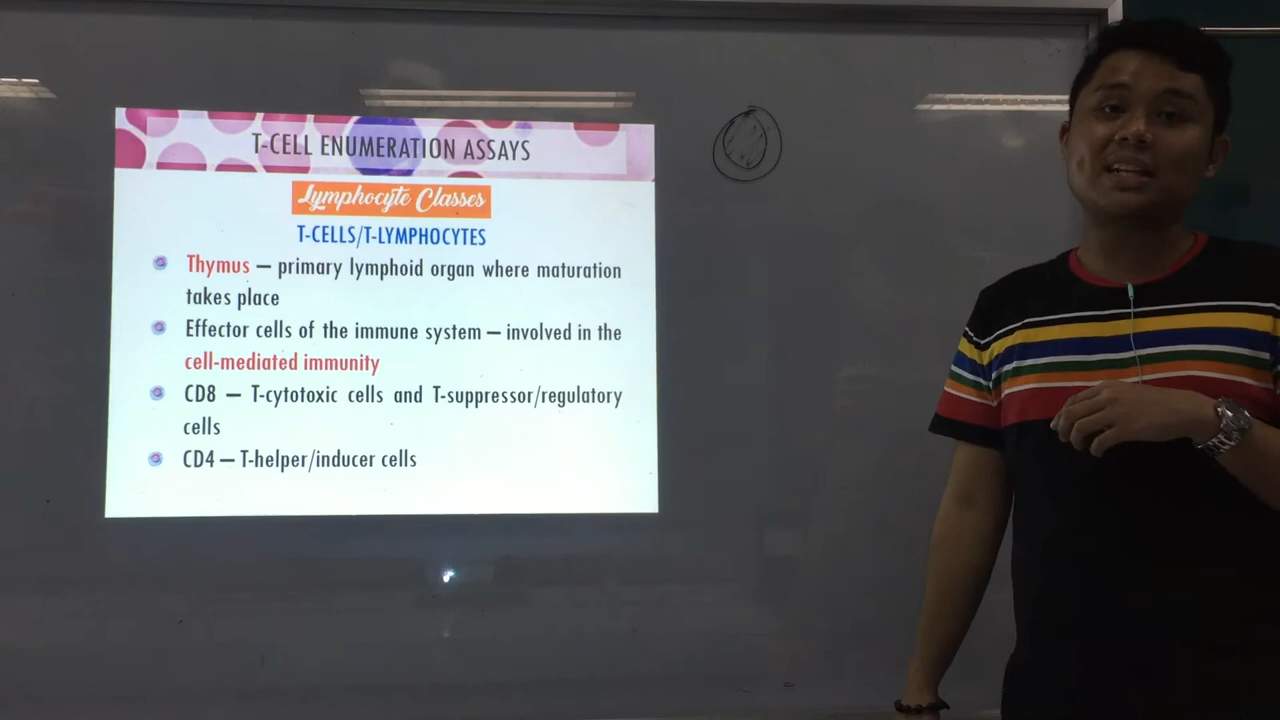 T-CELL ENUMERATION ASSAYS
Lymphocyte Classes
T-CELLS/T-LYMPHOCYTES
Thymus – primary lymphoid organ where maturation
takes place
Effector cells of the immune system – involved in the
cell-mediated immunity
CD8 – T-cytotoxic cells and T-suppressor/regulatory
cells
CD4 – T-helper/inducer cells